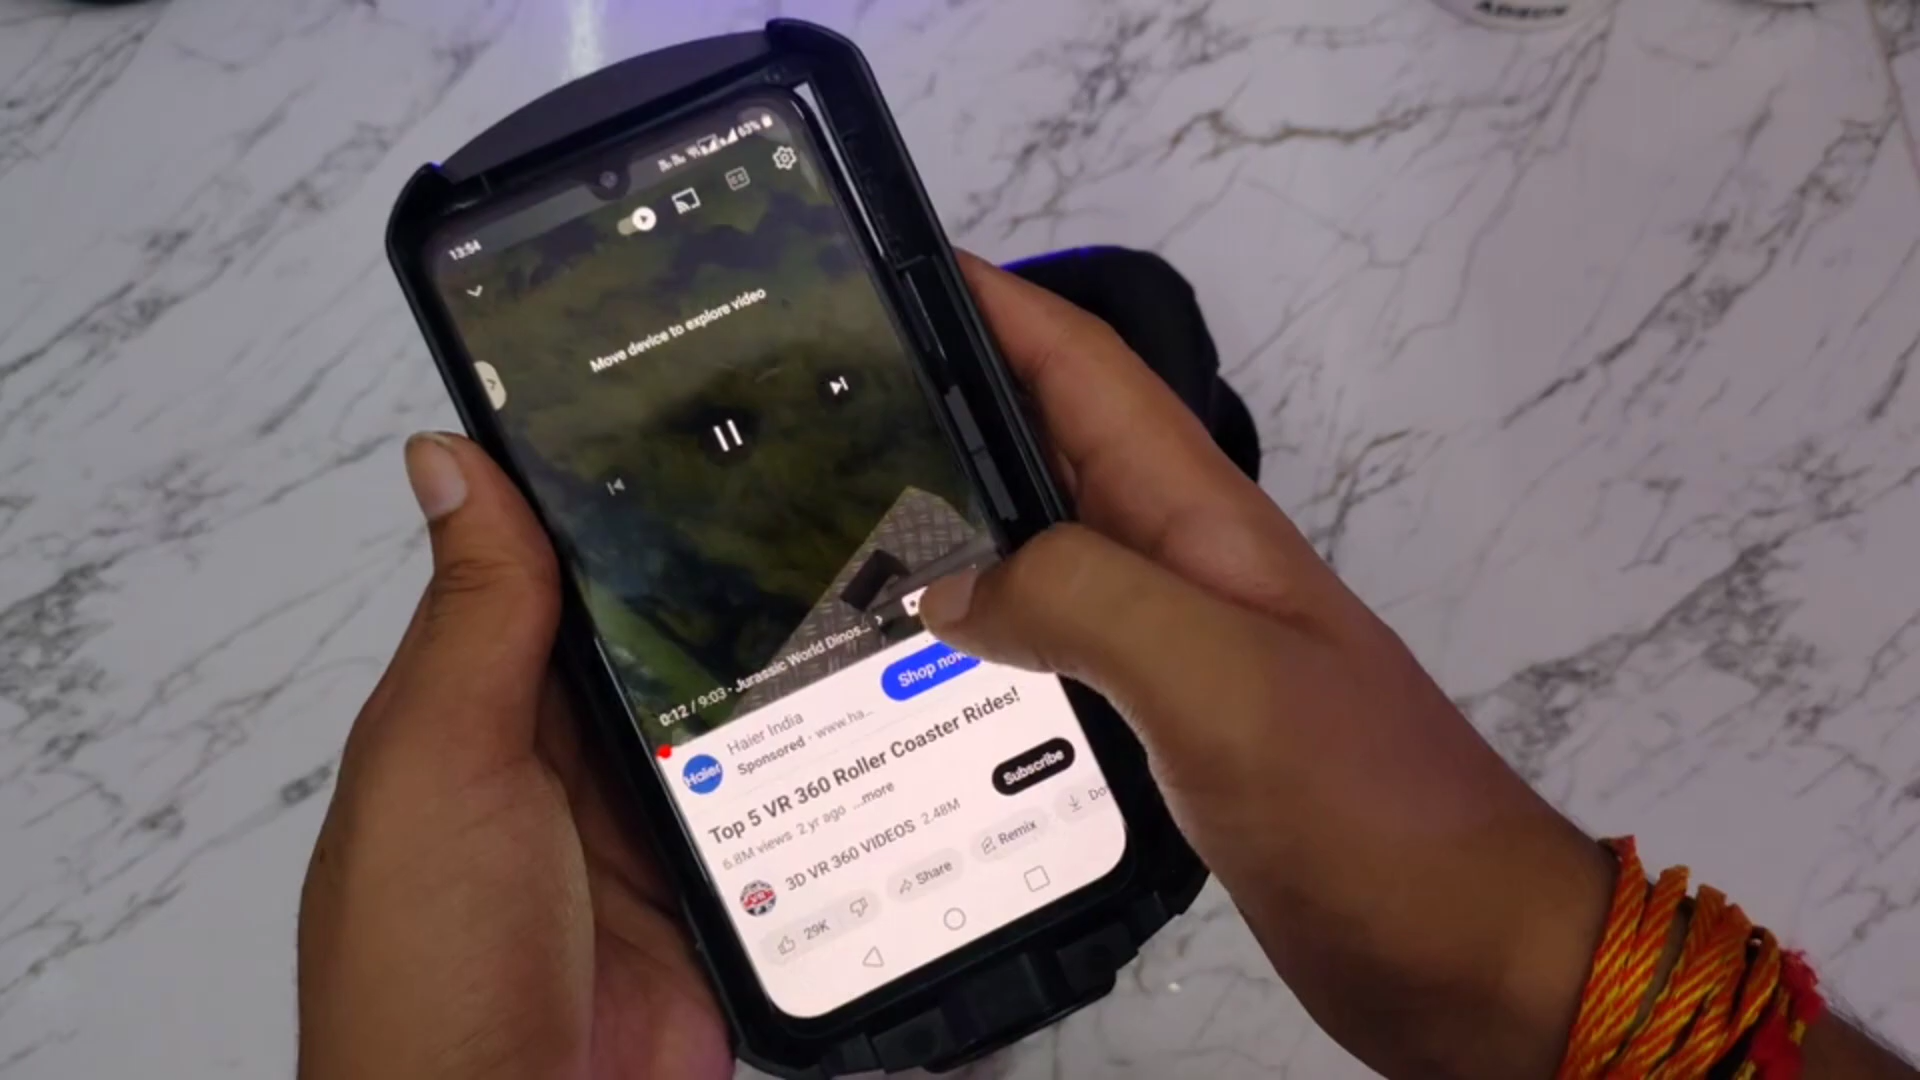 63%
13:54
Move device to explore video
0:12 / 9:03 · Jurassic World Dinos...
Haier India
Sponsored · www.ha...
Shop now
Haier
Top 5 VR 360 Roller Coaster Rides!
6.8M views 2 yr ago ...more
3D VR 360 VIDEOS 2.48M
Subscribe
29K
Share
Remix
Do